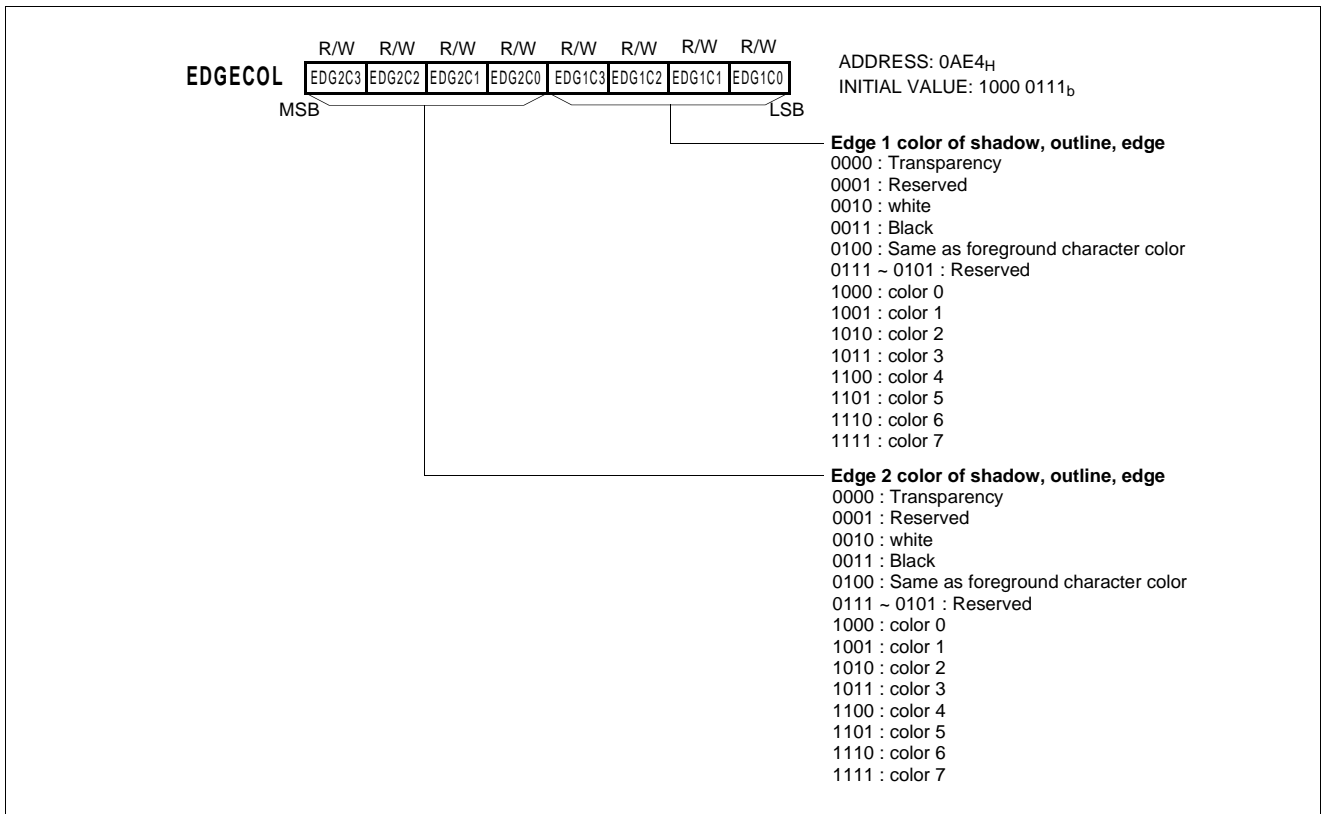 R/W R/W R/W R/W R/W R/W R/W R/W
EDGECOL EDG2C3 EDG2C2 EDG2C1 EDG2C0 EDG1C3 EDG1C2 EDG1C1 EDG1C0
MSB LSB
ADDRESS: 0AE4H
INITIAL VALUE: 1000 0111b
Edge 1 color of shadow, outline, edge
0000 : Transparency
0001 : Reserved
0010 : white
0011 : Black
0100 : Same as foreground character color
0111 ~ 0101 : Reserved
1000 : color 0
1001 : color 1
1010 : color 2
1011 : color 3
1100 : color 4
1101 : color 5
1110 : color 6
1111 : color 7
Edge 2 color of shadow, outline, edge
0000 : Transparency
0001 : Reserved
0010 : white
0011 : Black
0100 : Same as foreground character color
0111 ~ 0101 : Reserved
1000 : color 0
1001 : color 1
1010 : color 2
1011 : color 3
1100 : color 4
1101 : color 5
1110 : color 6
1111 : color 7